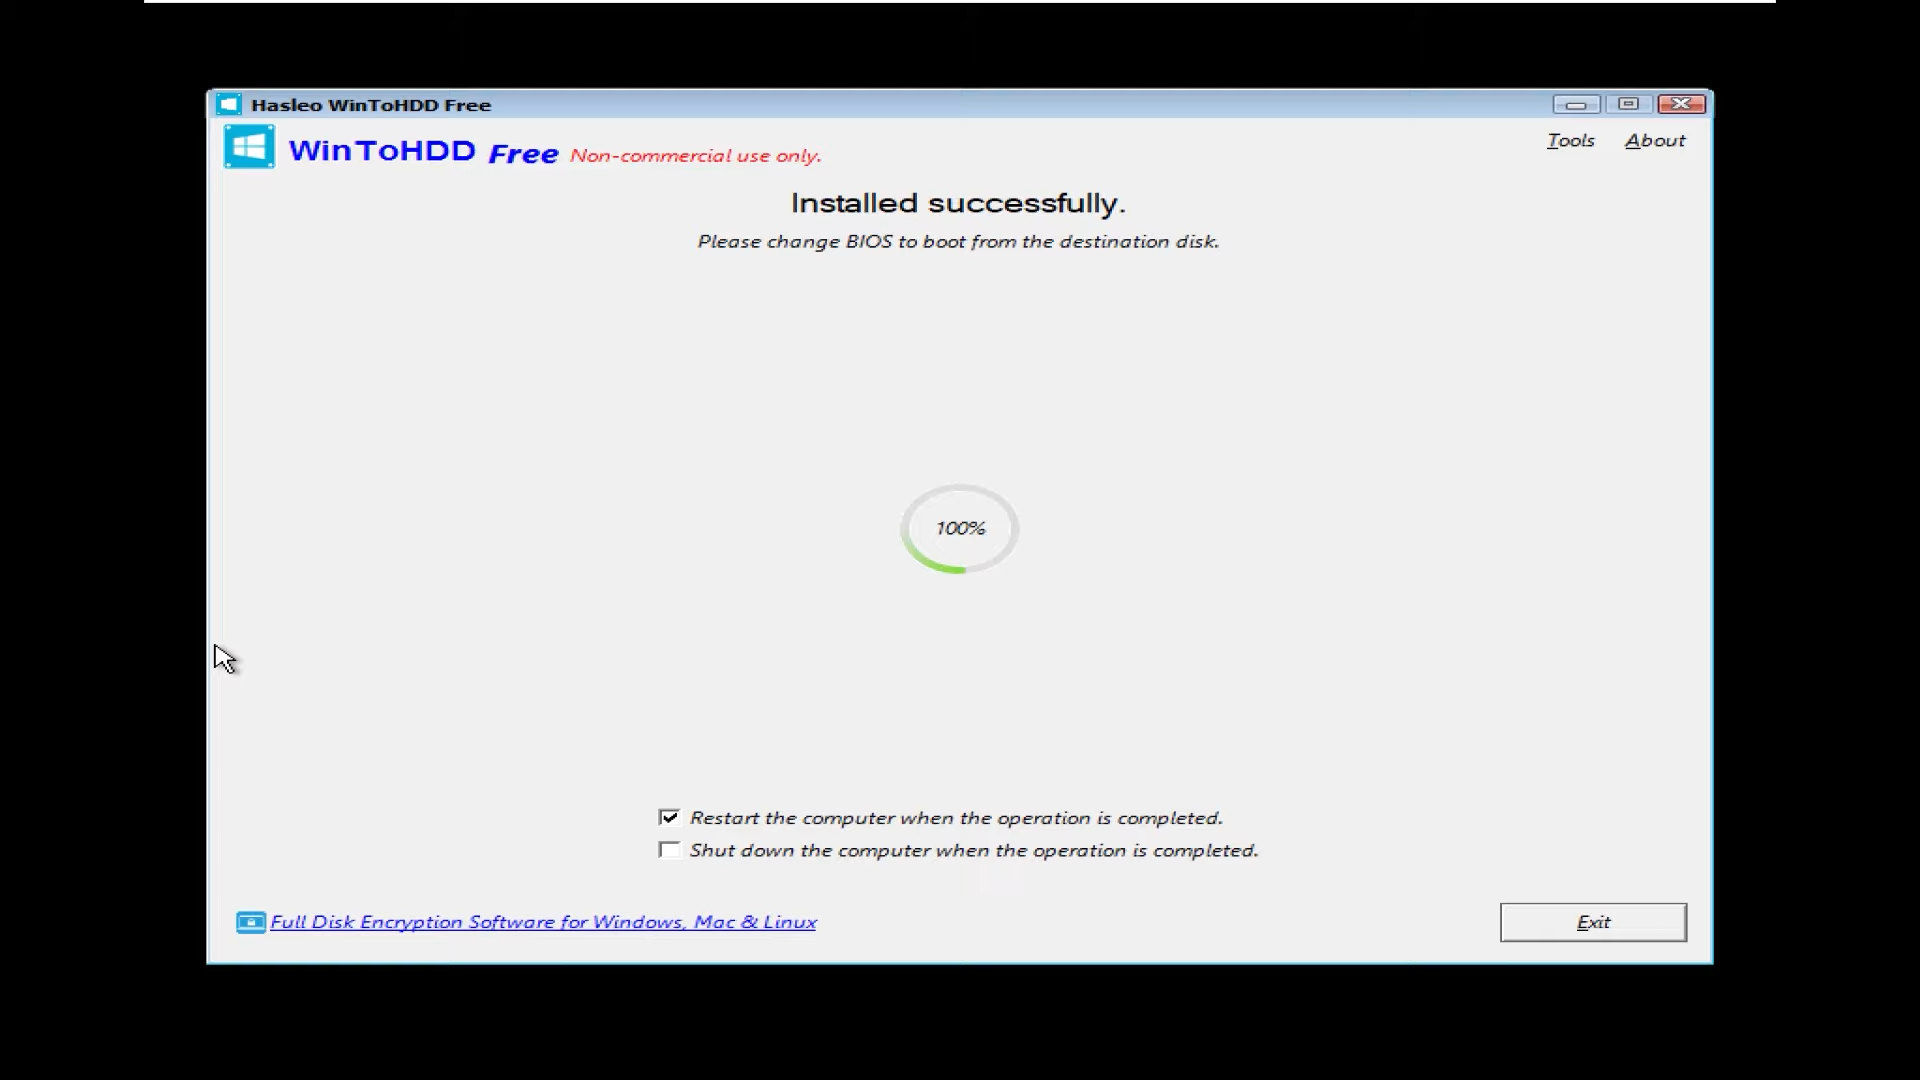 Hasleo WinToHDD Free
WinToHDD Free Non-commercial use only.
Tools About
Installed successfully.
Please change BIOS to boot from the destination disk.
100%
Restart the computer when the operation is completed.
Shut down the computer when the operation is completed.
Full Disk Encryption Software for Windows, Mac & Linux
Exit